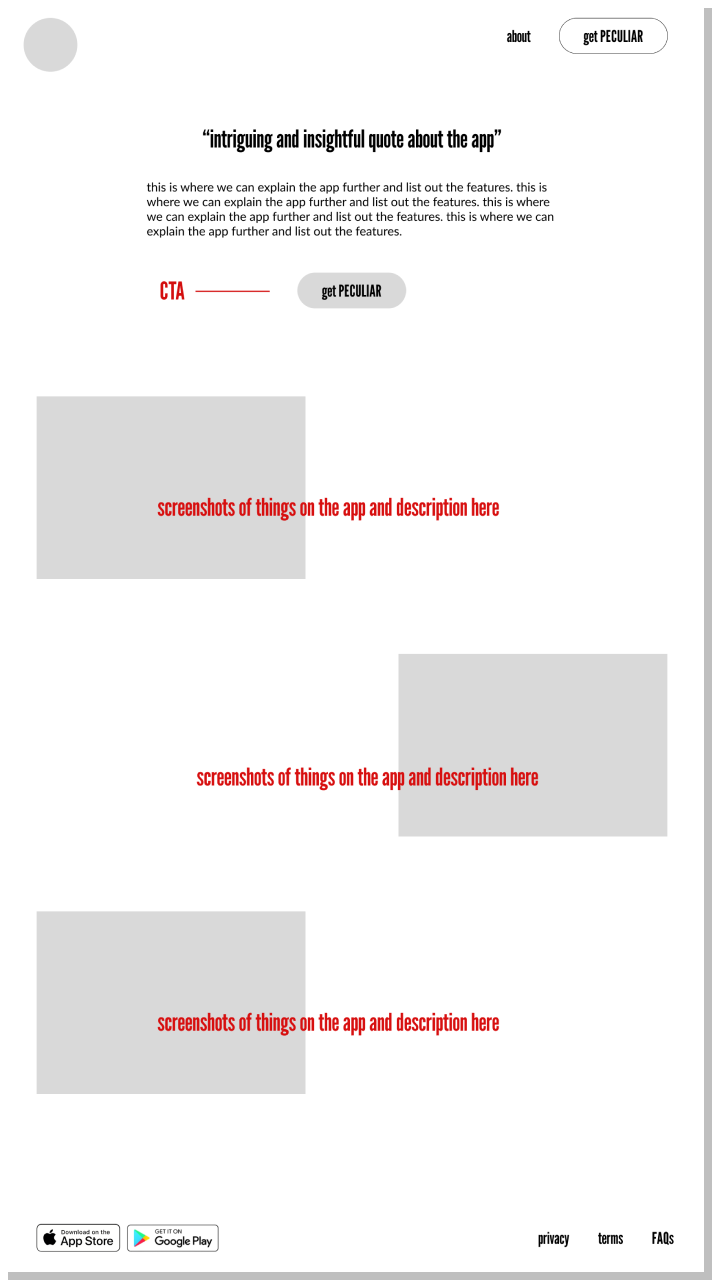 about
get PECULIAR
“intriguing and insightful quote about the app”
this is where we can explain the app further and list out the features. this is
where we can explain the app further and list out the features. this is where
we can explain the app further and list out the features. this is where we can
explain the app further and list out the features.
CTA
get PECULIAR
screenshots of things on the app and description here
screenshots of things on the app and description here
screenshots of things on the app and description here
Download on the
App Store
GET IT ON
Google Play
privacy
terms
FAQs